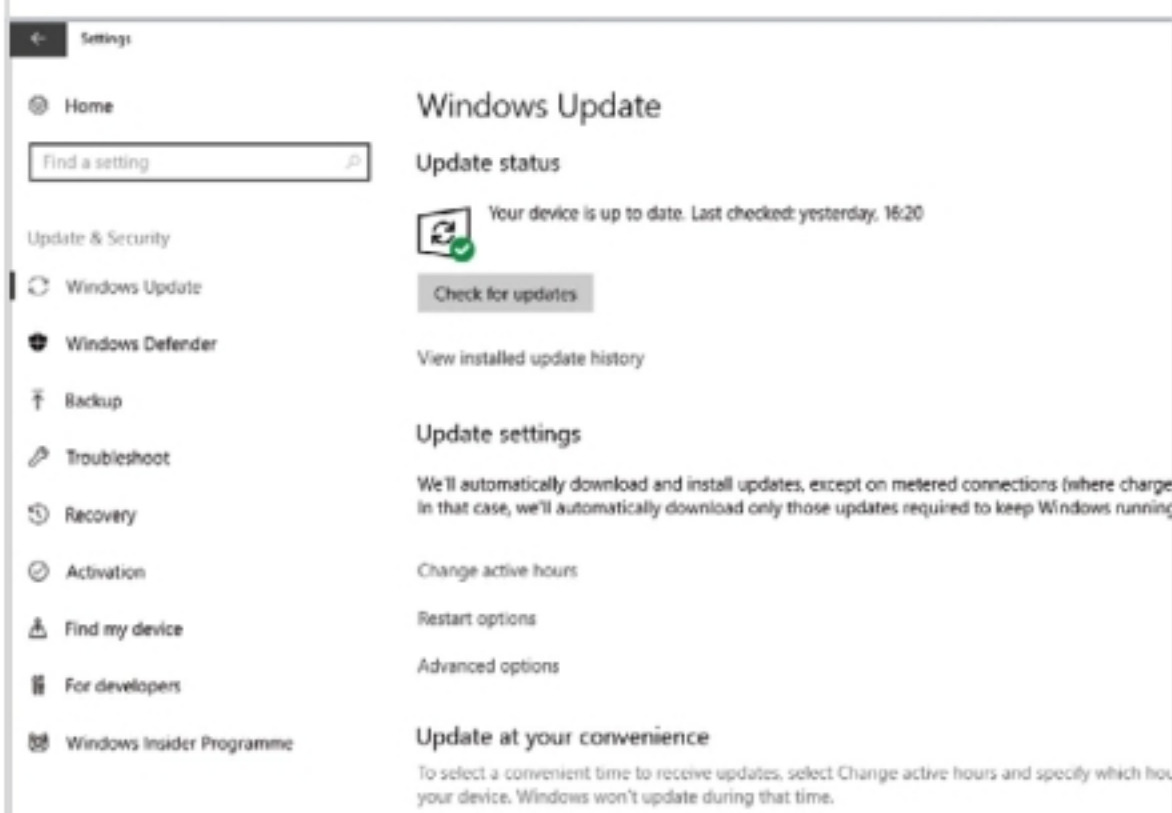 Settings
Home
Find a setting
Update & Security
Windows Update
Windows Defender
Backup
Troubleshoot
Recovery
Activation
Find my device
For developers
Windows Insider Programme
Windows Update
Update status
Your device is up to date. Last checked: yesterday, 16:20
Check for updates
View installed update history
Update settings
We'll automatically download and install updates, except on metered connections (where charge
In that case, we'll automatically download only those updates required to keep Windows running
Change active hours
Restart options
Advanced options
Update at your convenience
To select a convenient time to receive updates, select Change active hours and specify which hou
your device. Windows won't update during that time.